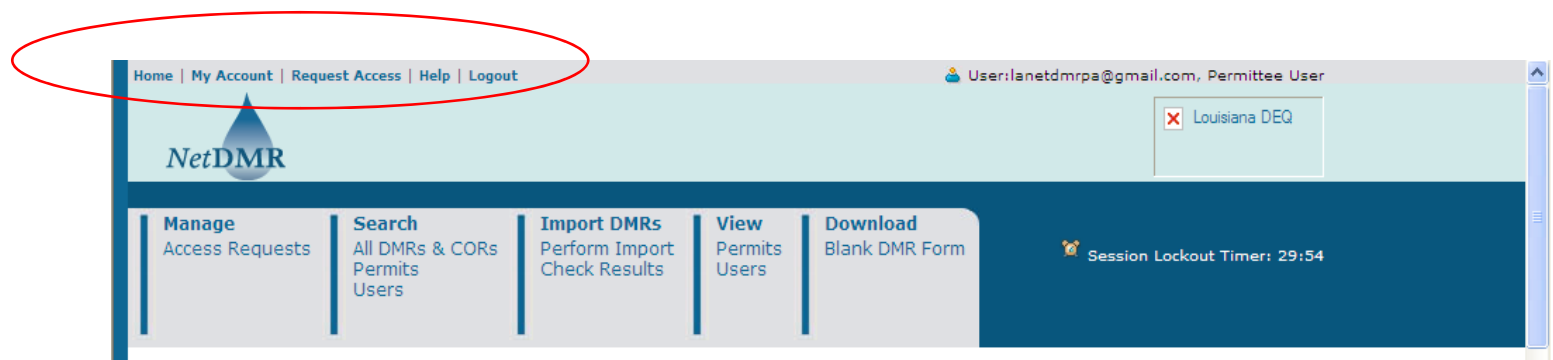 Home | My Account | Request Access | Help | Logout
User:lanetdmrpa@gmail.com, Permittee User
Louisiana DEQ
NetDMR
Manage
Access Requests
Search
All DMRs & CORs
Permits
Users
Import DMRs
Perform Import
Check Results
View
Permits
Users
Download
Blank DMR Form
Session Lockout Timer: 29:54